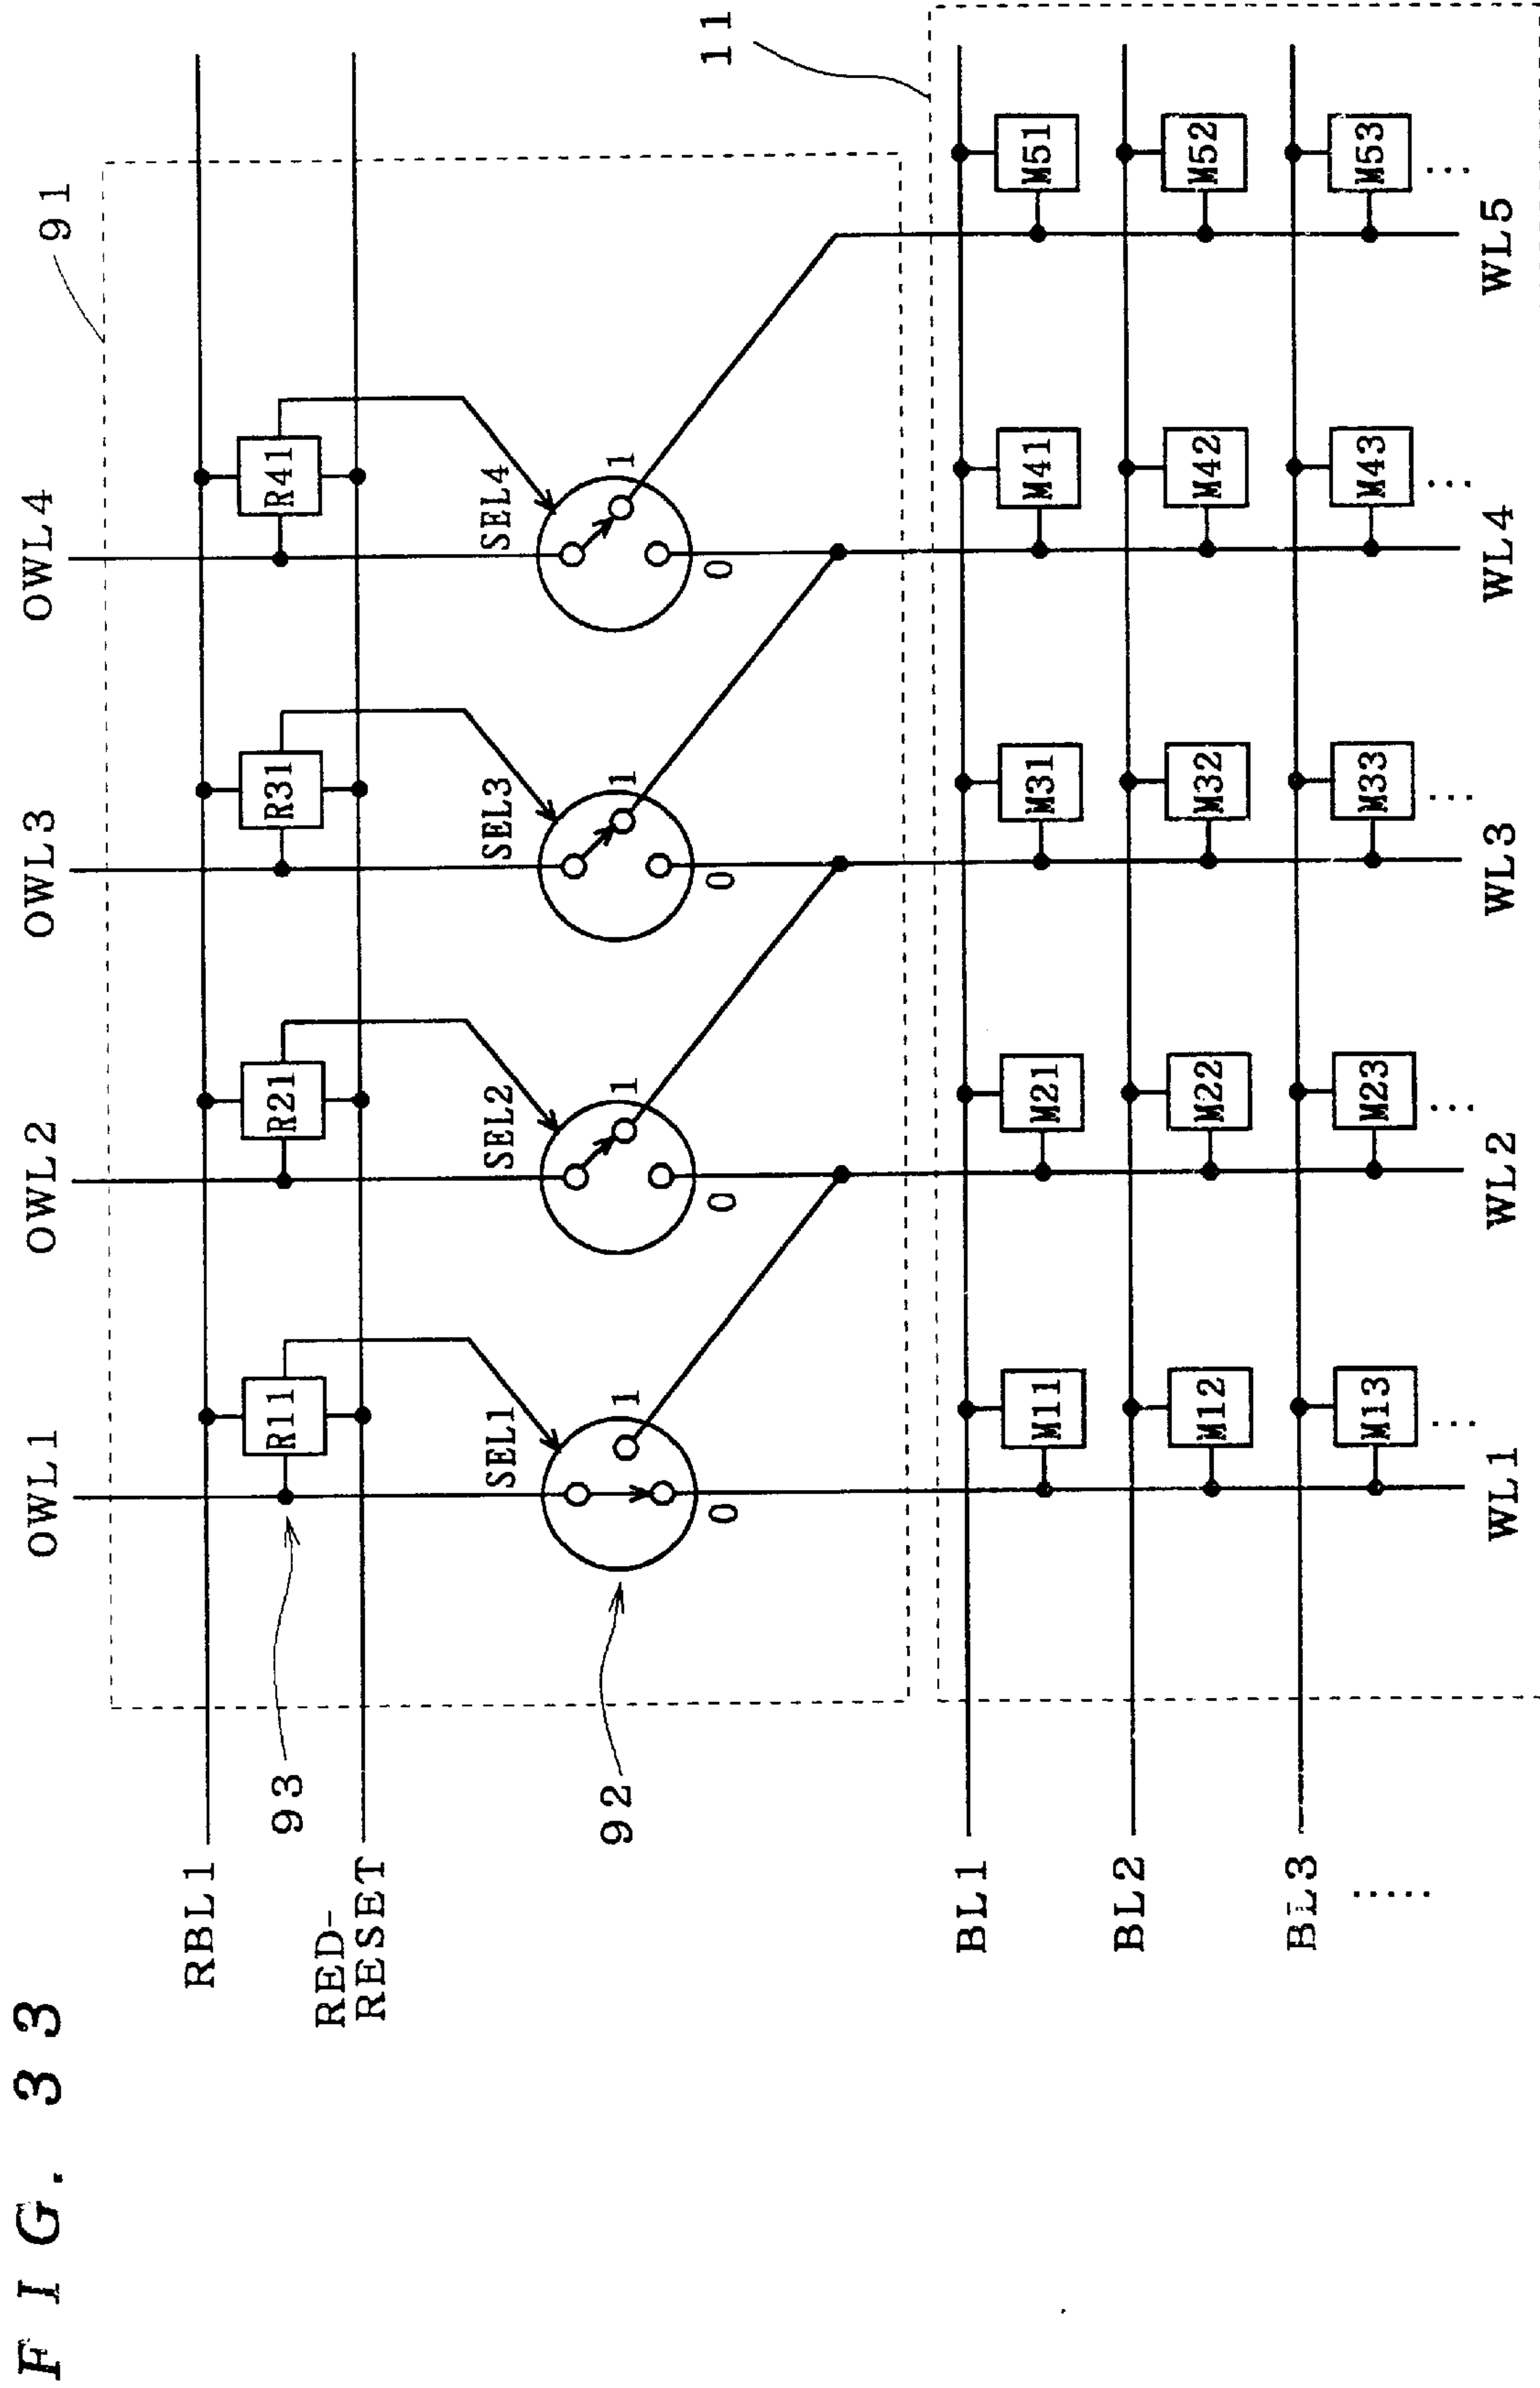 FIG. 33
OWL1 OWL2 OWL3 OWL4
91
RBL1
R11 R21 R31 R41
93
RED-
RESET
SEL1 SEL2 SEL3 SEL4
1 1 1 1
92
0 0 0 0
11
BL1
M11 M21 M31 M41 M51
BL2
M12 M22 M32 M42 M52
BL3
M13 M23 M33 M43 M53
..... ... ... ... ... ...
WL1 WL2 WL3 WL4 WL5